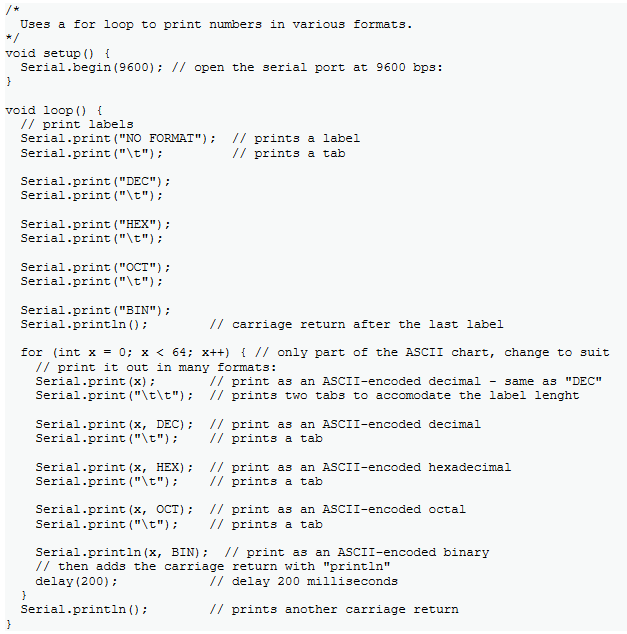 /*
  Uses a for loop to print numbers in various formats.
*/
void setup() {
  Serial.begin(9600); // open the serial port at 9600 bps:
}

void loop() {
  // print labels
  Serial.print("NO FORMAT");  // prints a label
  Serial.print("\t");         // prints a tab

  Serial.print("DEC");
  Serial.print("\t");

  Serial.print("HEX");
  Serial.print("\t");

  Serial.print("OCT");
  Serial.print("\t");

  Serial.print("BIN");
  Serial.println();        // carriage return after the last label

  for (int x = 0; x < 64; x++) { // only part of the ASCII chart, change to suit
    // print it out in many formats:
    Serial.print(x);       // print as an ASCII-encoded decimal - same as "DEC"
    Serial.print("\t\t");  // prints two tabs to accomodate the label lenght

    Serial.print(x, DEC);  // print as an ASCII-encoded decimal
    Serial.print("\t");    // prints a tab

    Serial.print(x, HEX);  // print as an ASCII-encoded hexadecimal
    Serial.print("\t");    // prints a tab

    Serial.print(x, OCT);  // print as an ASCII-encoded octal
    Serial.print("\t");    // prints a tab

    Serial.println(x, BIN);  // print as an ASCII-encoded binary
    // then adds the carriage return with "println"
    delay(200);            // delay 200 milliseconds
  }
  Serial.println();        // prints another carriage return
}